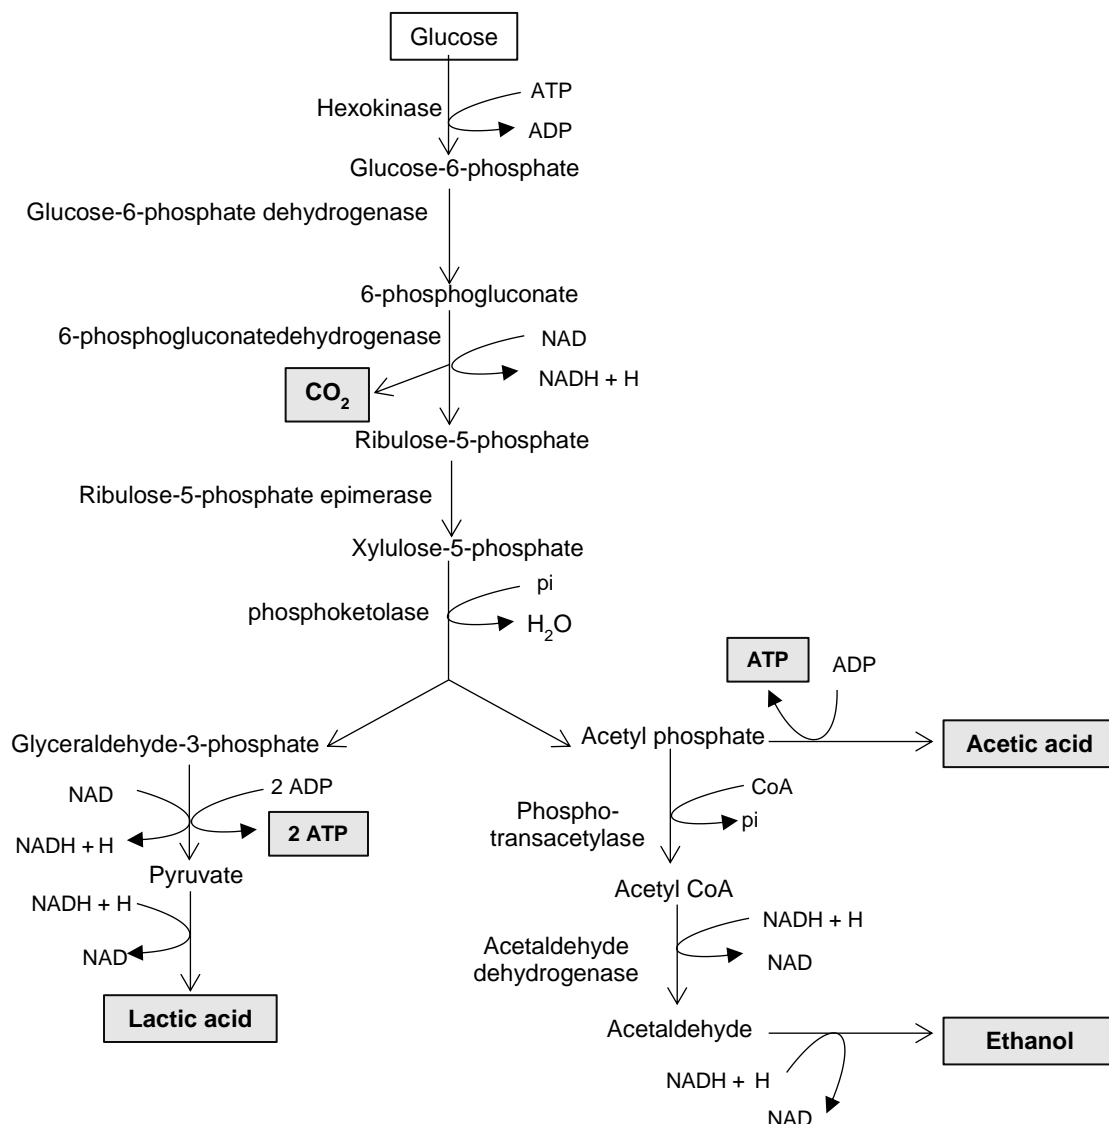 Glucose
ATP
Hexokinase
ADP
Glucose-6-phosphate
Glucose-6-phosphate dehydrogenase
6-phosphogluconate
6-phosphogluconatedehydrogenase
NAD
NADH + H
CO2
Ribulose-5-phosphate
Ribulose-5-phosphate epimerase
Xylulose-5-phosphate
pi
phosphoketolase
H2O
ATP
ADP
Glyceraldehyde-3-phosphate
Acetyl phosphate
Acetic acid
NAD
2 ADP
NADH + H
2 ATP
CoA
Phospho-
transacetylase
pi
Pyruvate
Acetyl CoA
NADH + H
NAD
NADH + H
Acetaldehyde
dehydrogenase
NAD
Lactic acid
Acetaldehyde
Ethanol
NADH + H
NAD